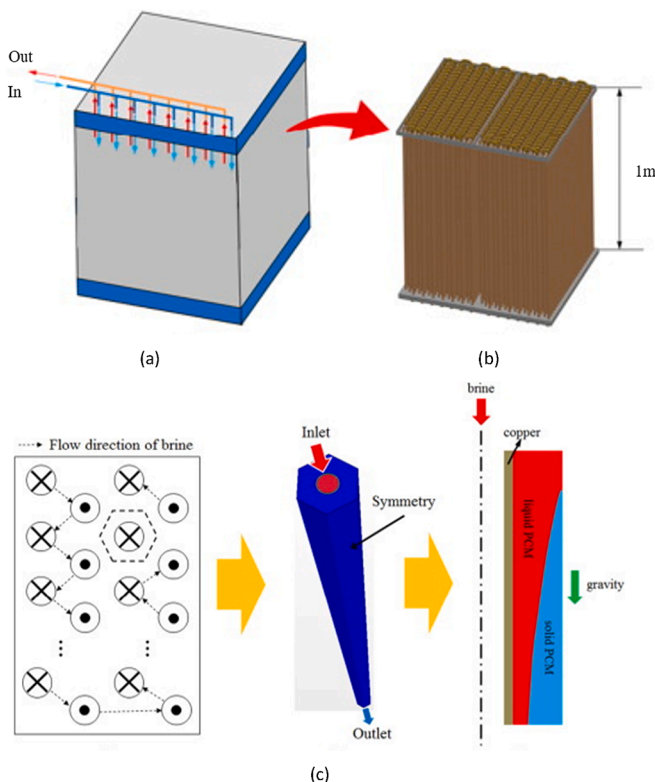 Out
In
1m
(a)
(b)
Flow direction of brine
Inlet
Symmetry
Outlet
brine
copper
liquid PCM
solid PCM
gravity
(c)